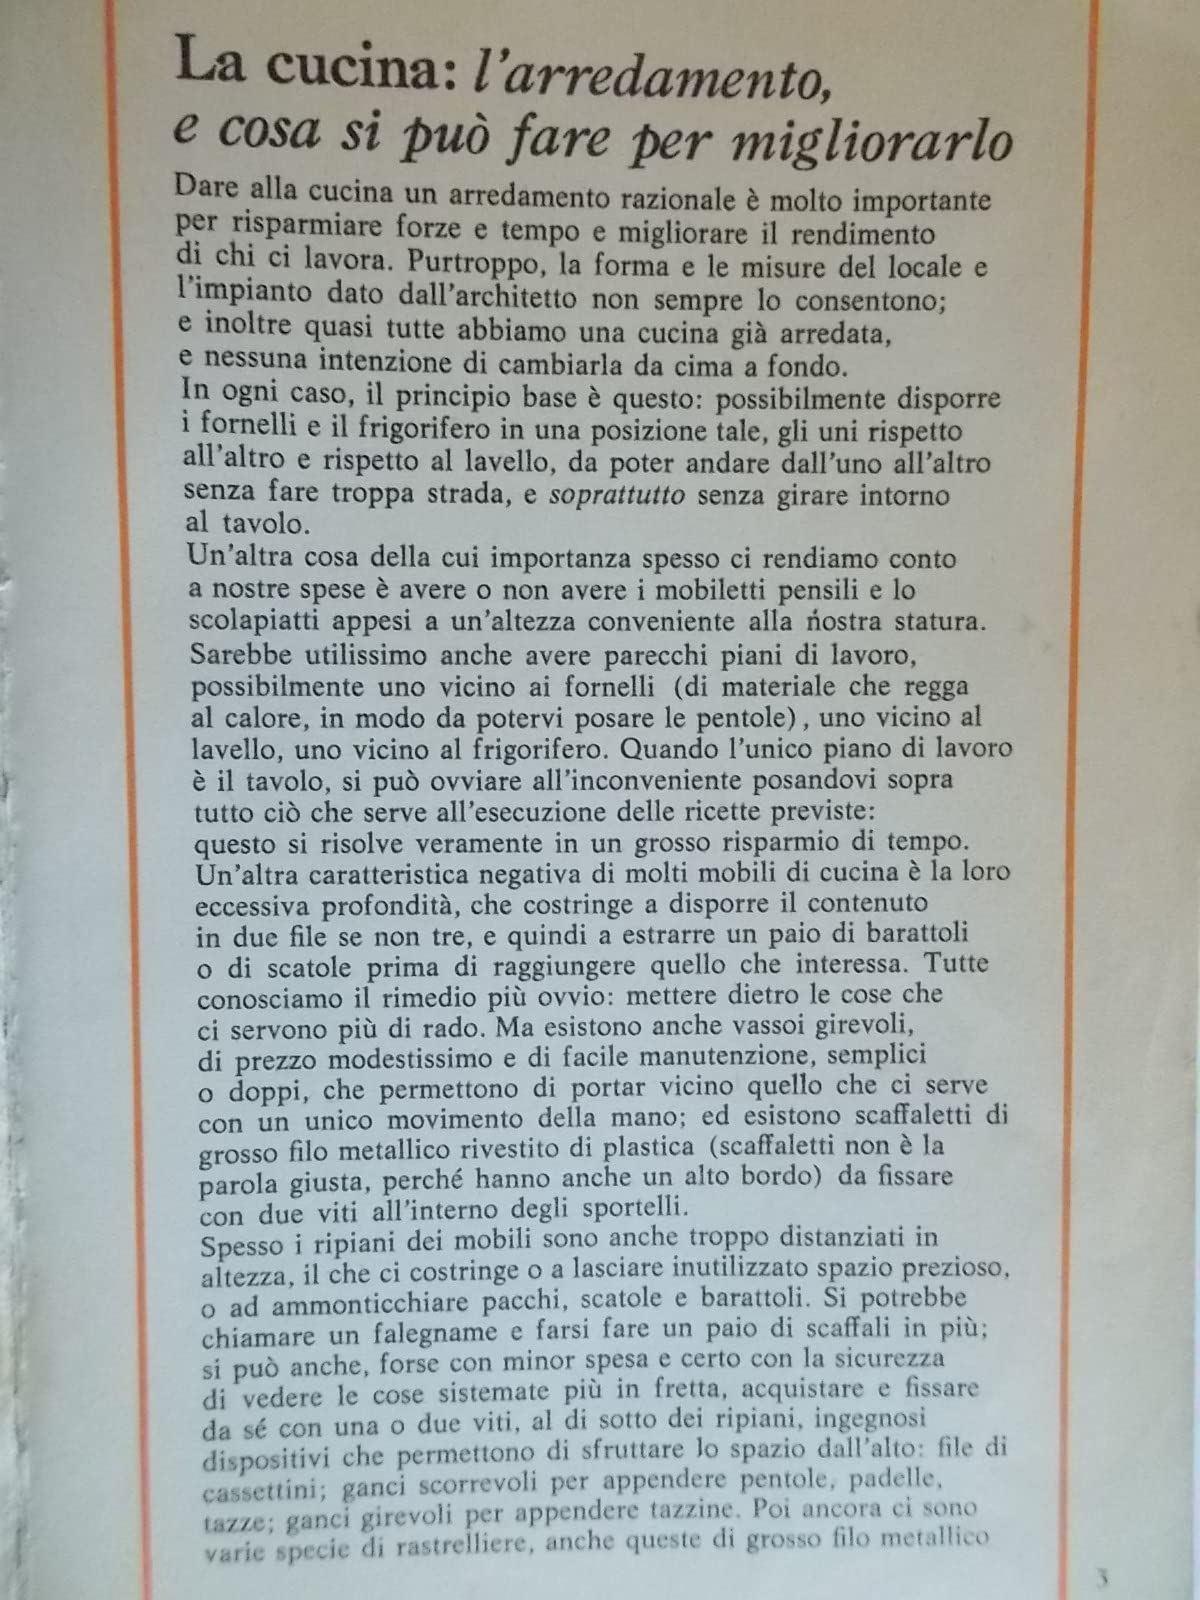 La cucina: l'arredamento,
e cosa si può fare per migliorarlo
Dare alla cucina un arredamento razionale è molto importante
per risparmiare forze e tempo e migliorare il rendimento
di chi ci lavora. Purtroppo, la forma e le misure del locale e
l'impianto dato dall'architetto non sempre lo consentono;
e inoltre quasi tutte abbiamo una cucina già arredata,
e nessuna intenzione di cambiarla da cima a fondo.
In ogni caso, il principio base è questo: possibilmente disporre
i fornelli e il frigorifero in una posizione tale, gli uni rispetto
all'altro e rispetto al lavello, da poter andare dall'uno all'altro
senza fare troppa strada, e soprattutto senza girare intorno
al tavolo.
Un'altra cosa della cui importanza spesso ci rendiamo conto
a nostre spese è avere o non avere i mobiletti pensili e lo
scolapiatti appesi a un'altezza conveniente alla nostra statura.
Sarebbe utilissimo anche avere parecchi piani di lavoro,
possibilmente uno vicino ai fornelli (di materiale che regga
al calore, in modo da potervi posare le pentole), uno vicino al
lavello, uno vicino al frigorifero. Quando l'unico piano di lavoro
è il tavolo, si può ovviare all'inconveniente posandovi sopra
tutto ciò che serve all'esecuzione delle ricette previste:
questo si risolve veramente in un grosso risparmio di tempo.
Un'altra caratteristica negativa di molti mobili di cucina è la loro
eccessiva profondità, che costringe a disporre il contenuto
in due file se non tre, e quindi a estrarre un paio di barattoli
o di scatole prima di raggiungere quello che interessa. Tutte
conosciamo il rimedio più ovvio: mettere dietro le cose che
ci servono più di rado. Ma esistono anche vassoi girevoli,
di prezzo modestissimo e di facile manutenzione, semplici
o doppi, che permettono di portar vicino quello che ci serve
con un unico movimento della mano; ed esistono scaffaletti di
grosso filo metallico rivestito di plastica (scaffaletti non è la
parola giusta, perché hanno anche un alto bordo) da fissare
con due viti all'interno degli sportelli.
Spesso i ripiani dei mobili sono anche troppo distanziati in
altezza, il che ci costringe o a lasciare inutilizzato spazio prezioso,
o ad ammonticchiare pacchi, scatole e barattoli. Si potrebbe
chiamare un falegname e farsi fare un paio di scaffali in più;
si può anche, forse con minor spesa e certo con la sicurezza
di vedere le cose sistemate più in fretta, acquistare e fissare
da sé con una o due viti, al di sotto dei ripiani, ingegnosi
dispositivi che permettono di sfruttare lo spazio dall'alto: file di
cassettini; ganci scorrevoli per appendere pentole, padelle,
tazze; ganci girevoli per appendere tazzine. Poi ancora ci sono
varie specie di rastrelliere, anche queste di grosso filo metallico
3